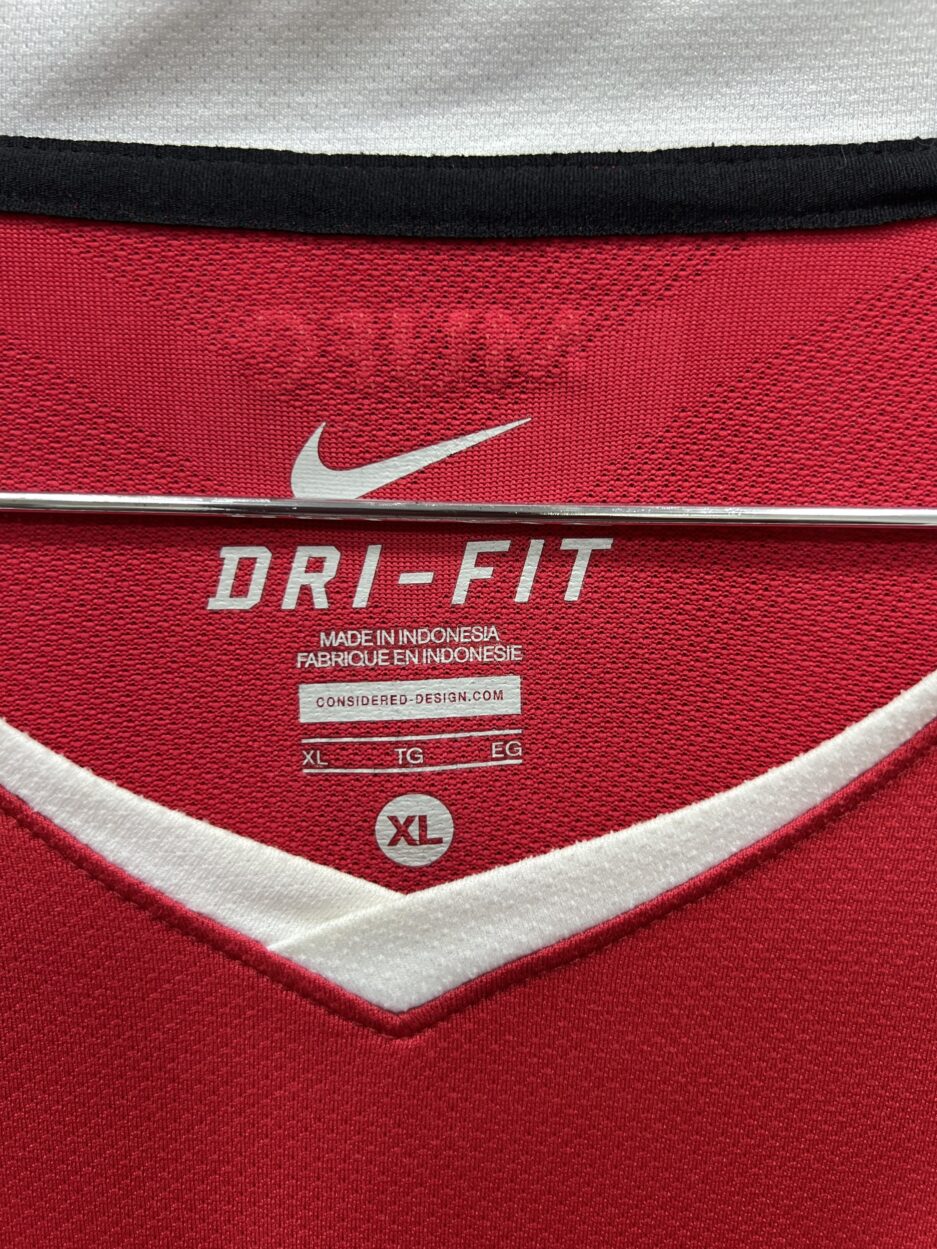 DRI-FIT
MADE IN INDONESIA
FABRIQUE EN INDONESIE
CONSIDERED-DESIGN.COM
XL TG EG
XL